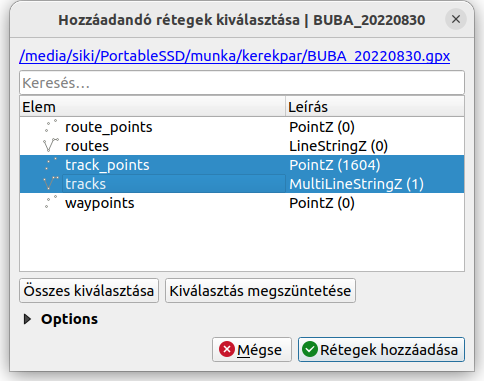 Hozzáadandó rétegek kiválasztása | BUBA_20220830
/media/siki/PortableSSD/munka/kerekpar/BUBA_20220830.gpx
Keresés...
Elem Leírás
route_points PointZ (0)
routes LineStringZ (0)
track_points PointZ (1604)
tracks MultiLineStringZ (1)
waypoints PointZ (0)
Összes kiválasztása Kiválasztás megszüntetése
Options
Mégse Rétegek hozzáadása